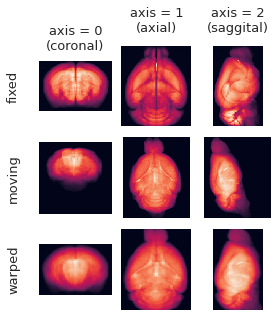 axis = 0
(coronal)
axis = 1
(axial)
axis = 2
(saggital)
fixed
moving
warped